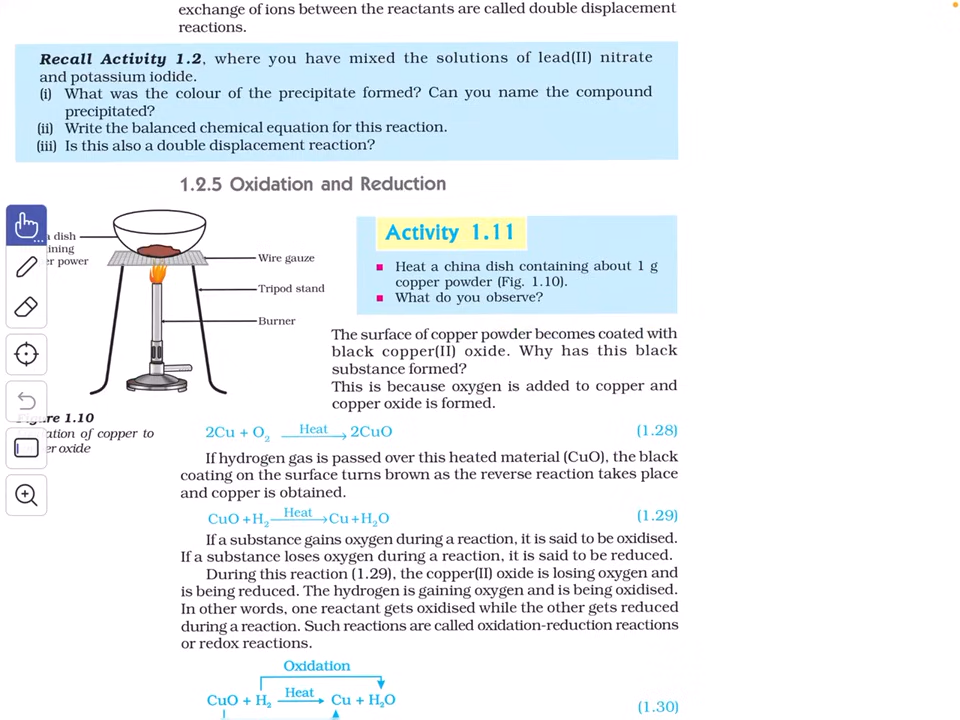 exchange of ions between the reactants are called double displacement
reactions.
Recall Activity 1.2, where you have mixed the solutions of lead(II) nitrate
and potassium iodide.
(i) What was the colour of the precipitate formed? Can you name the compound
precipitated?
(ii) Write the balanced chemical equation for this reaction.
(iii) Is this also a double displacement reaction?
1.2.5 Oxidation and Reduction
dish
Wire gauze
Tripod stand
Burner
Figure 1.10
copper to
oxide
Activity 1.11
■ Heat a china dish containing about 1 g
copper powder (Fig. 1.10).
■ What do you observe?
The surface of copper powder becomes coated with
black copper(II) oxide. Why has this black
substance formed?
This is because oxygen is added to copper and
copper oxide is formed.
2Cu + O₂ Heat → 2CuO (1.28)
If hydrogen gas is passed over this heated material (CuO), the black
coating on the surface turns brown as the reverse reaction takes place
and copper is obtained.
CuO + H₂ Heat → Cu + H₂O (1.29)
If a substance gains oxygen during a reaction, it is said to be oxidised.
If a substance loses oxygen during a reaction, it is said to be reduced.
During this reaction (1.29), the copper(II) oxide is losing oxygen and
is being reduced. The hydrogen is gaining oxygen and is being oxidised.
In other words, one reactant gets oxidised while the other gets reduced
during a reaction. Such reactions are called oxidation-reduction reactions
or redox reactions.
Oxidation
CuO + H₂ Heat → Cu + H₂O (1.30)